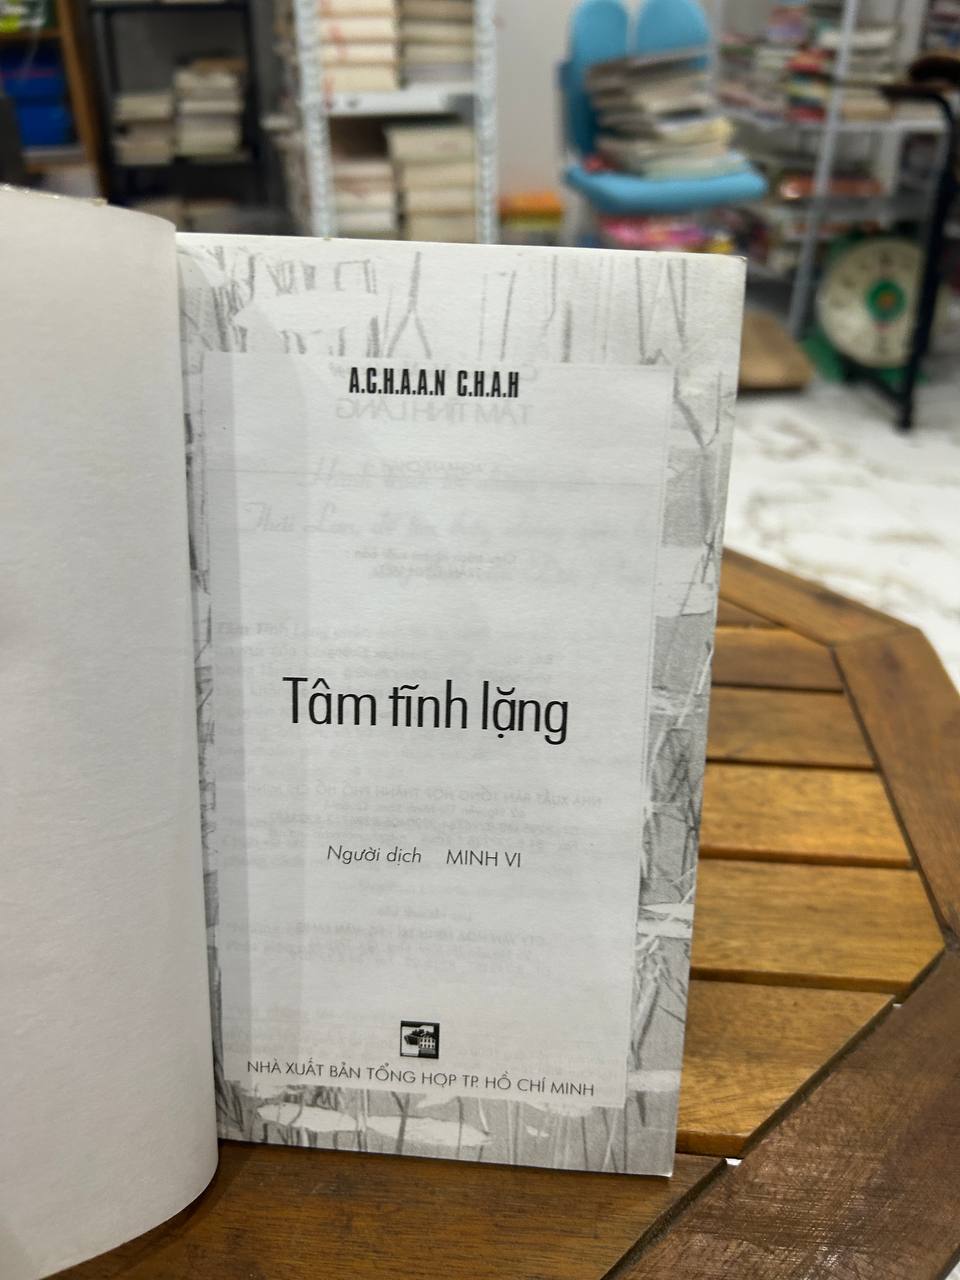 A.C.H.A.A.N C.H.A.H
Tâm tĩnh lặng
Người dịch MINH VI
NHÀ XUẤT BẢN TỔNG HỢP TP. HỒ CHÍ MINH